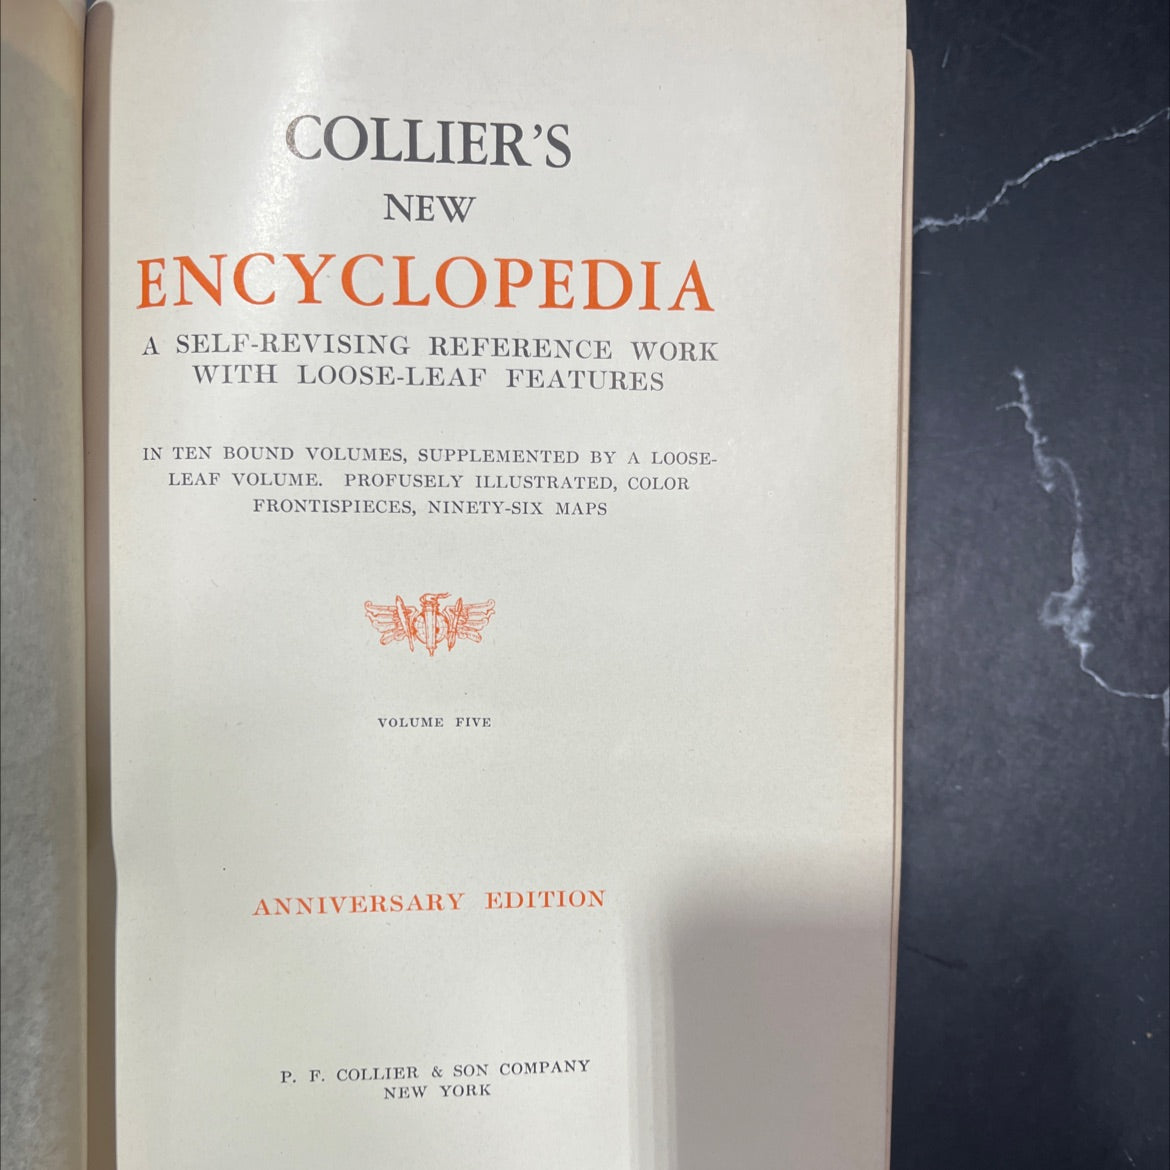 COLLIER'S
NEW
ENCYCLOPEDIA
A SELF-REVISING REFERENCE WORK
WITH LOOSE-LEAF FEATURES
IN TEN BOUND VOLUMES, SUPPLEMENTED BY A LOOSE-
LEAF VOLUME. PROFUSELY ILLUSTRATED, COLOR
FRONTISPIECES, NINETY-SIX MAPS
VOLUME FIVE
ANNIVERSARY EDITION
P. F. COLLIER & SON COMPANY
NEW YORK